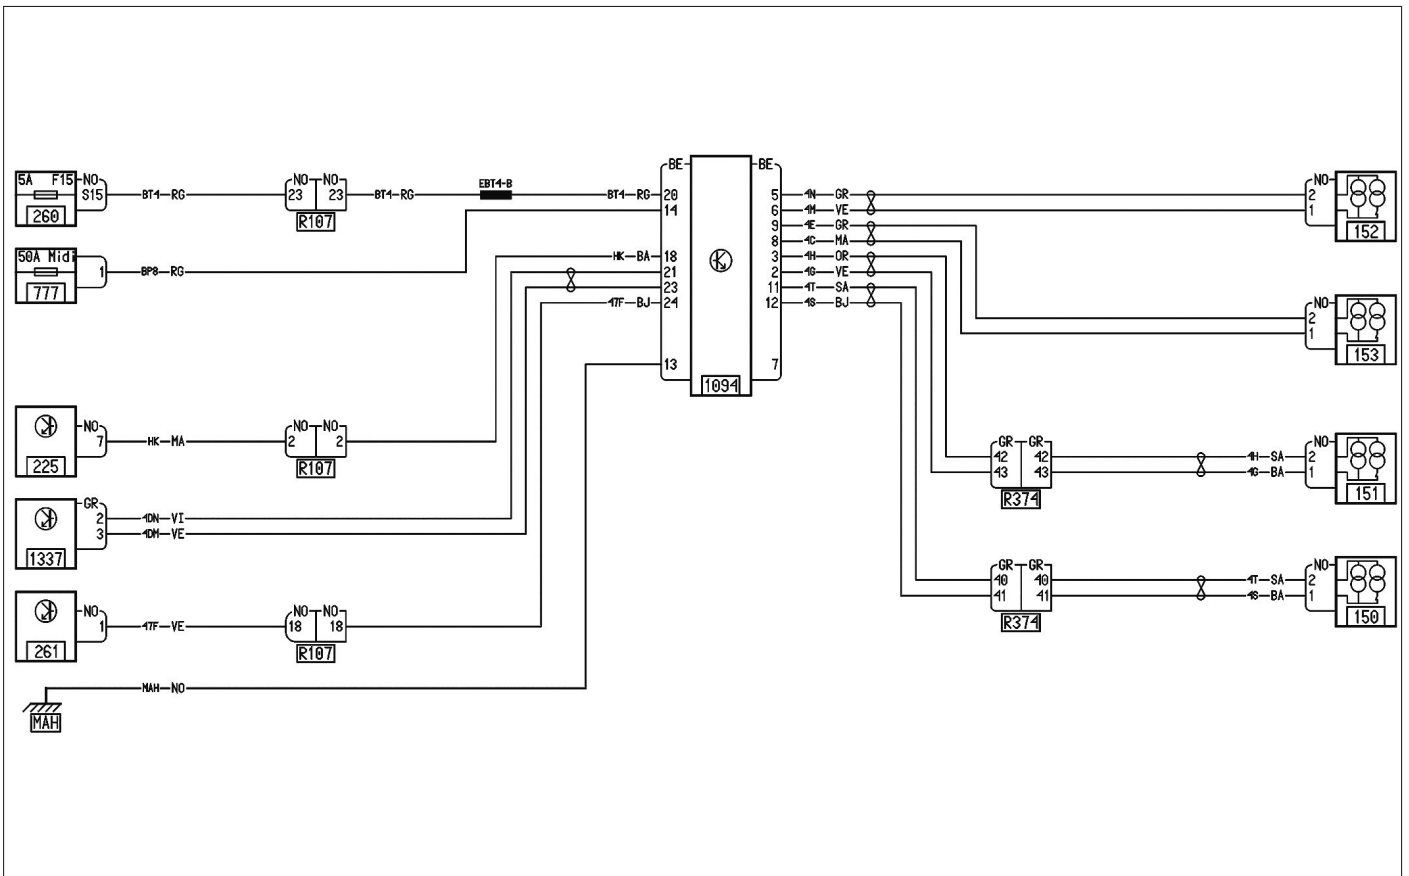 BE BE
5A F15 NO NO NO EBT4-B NO
S15 BT4-RG 23 23 BT4-RG BT4-RG 20 5 4N GR 2
260 R107 14 6 4M VE 1
9 4E GR 152
8 4C MA
50A Midi HK-BA 18 3 4H OR
1 BP8-RG 21 2 4G VE
777 23 11 4T SA
47F-BJ 24 12 4S BJ NO
2
1
153
13 7
1094
NO NO NO GR GR NO
7 HK-MA 2 2 42 42 4H-SA 2
225 R107 43 43 4G-BA 1
R374 151
GR
2 4DN-VI
3 4DM-VE
1337
GR GR NO
40 40 4T-SA 2
41 41 4S-BA 1
R374 150
NO NO NO
1 47F-VE 18 18
261 R107
MAH-NO
MAH